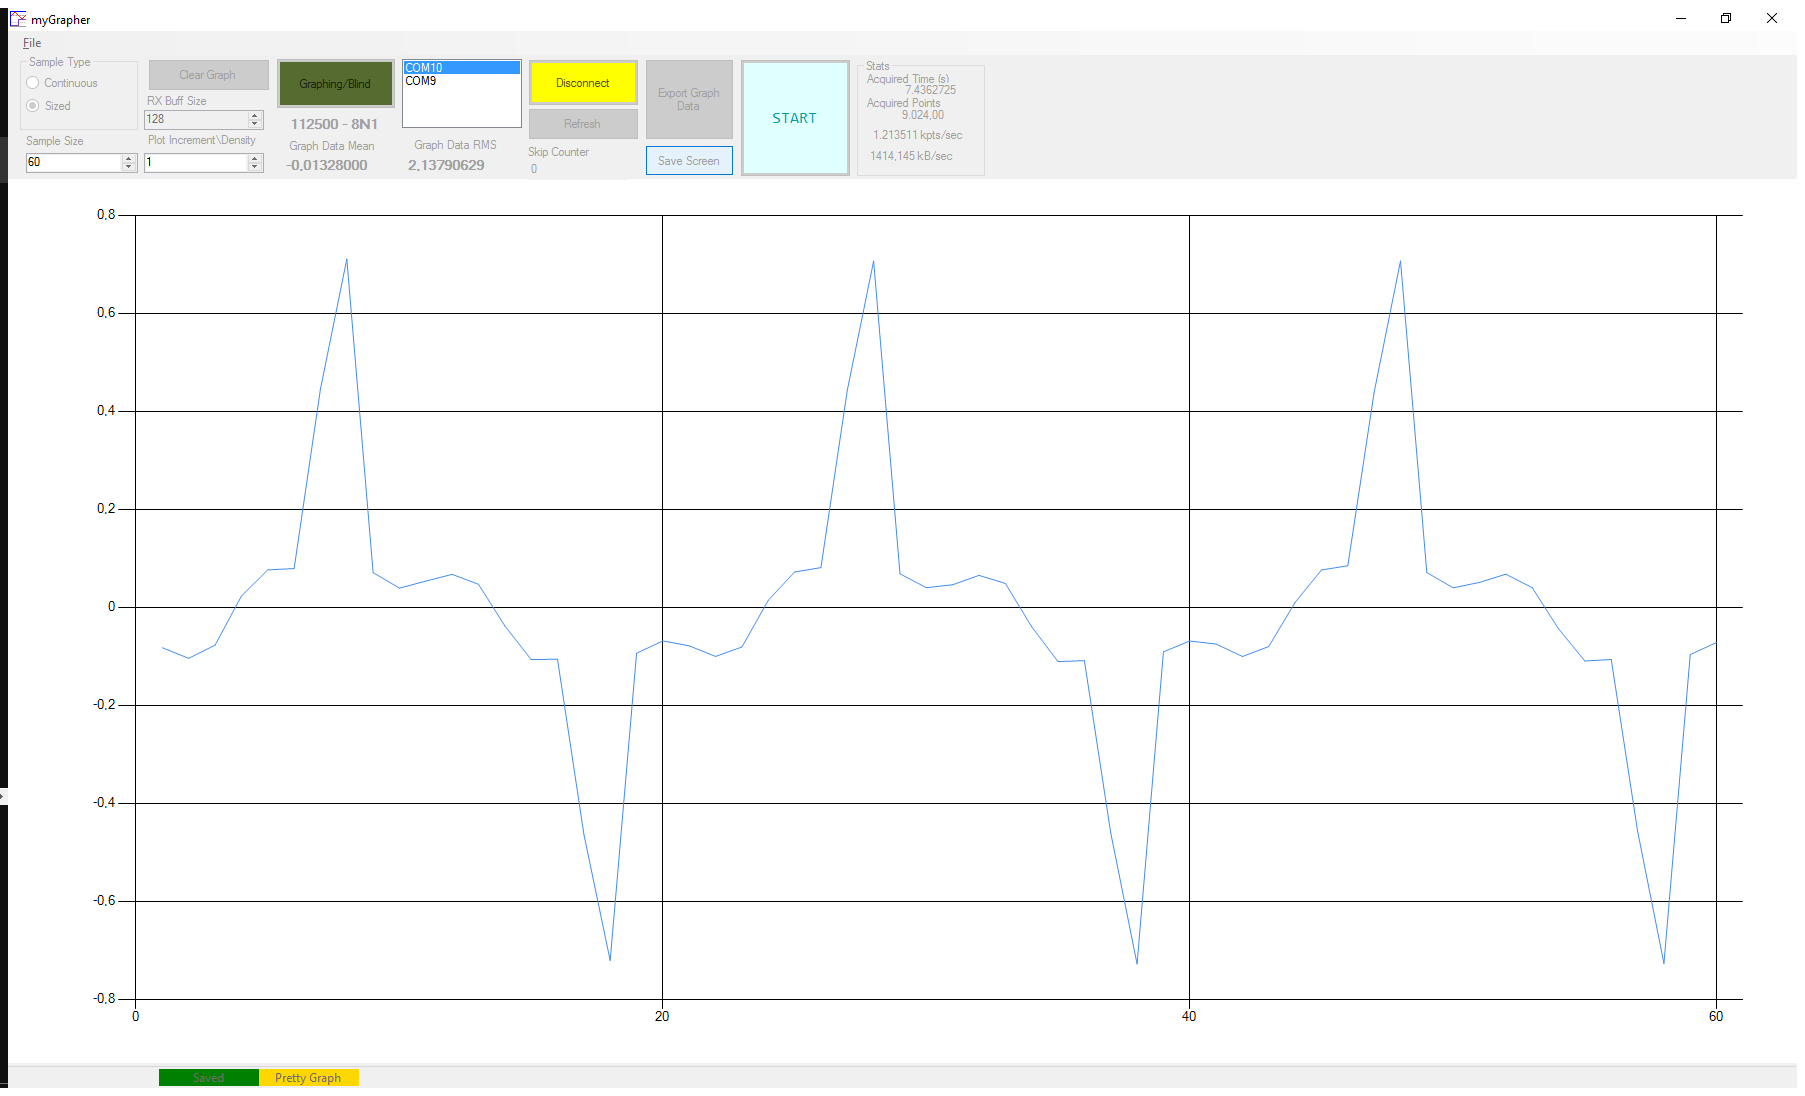 myGrapher
File
Sample Type
Continuous
Sized
Sample Size
60
Clear Graph
RX Buff Size
128
Plot Increment\Density
1
Graphing/Blind
112500 - 8N1
Graph Data Mean
-0,01328000
COM10
COM9
Graph Data RMS
2,13790629
Disconnect
Refresh
Skip Counter
0
Export Graph
Data
Save Screen
START
Stats
Acquired Time (s)
7.4362725
Acquired Points
9.024,00
1.213511 kpts/sec
1414,145 kB/sec
0,8
0,6
0,4
0,2
0
-0,2
-0,4
-0,6
-0,8
0 20 40 60
Saved Pretty Graph